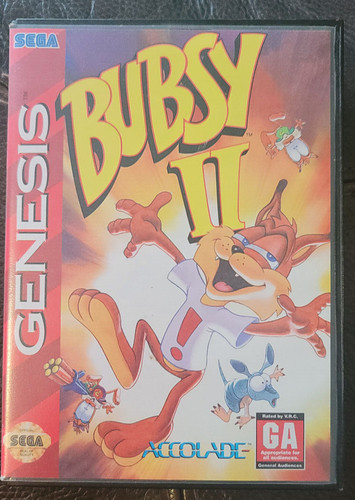 SEGA
GENESIS
BUBSY
II
!
ACCOLADE
SEGA
Rated by V.R.C.
GA
Appropriate for
all audiences.
General Audiences